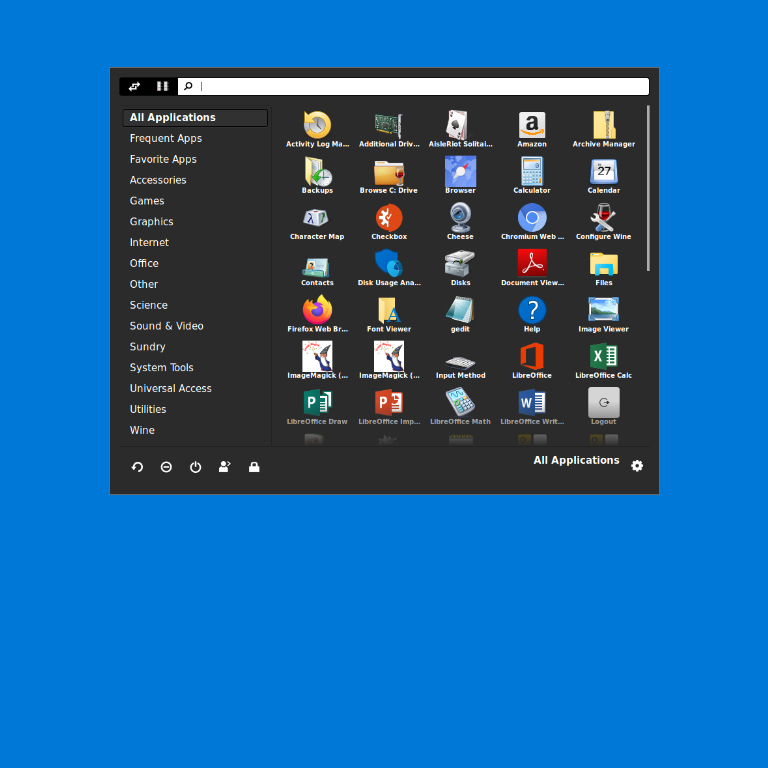 All Applications
Frequent Apps
Favorite Apps
Accessories
Games
Graphics
Internet
Office
Other
Science
Sound & Video
Sundry
System Tools
Universal Access
Utilities
Wine
Activity Log Ma... Additional Driv... AisleRiot Solitai... Amazon Archive Manager
Backups Browse C: Drive Browser Calculator 27 Calendar
Character Map Checkbox Cheese Chromium Web ... Configure Wine
Contacts Disk Usage Ana... Disks Document View... Files
Firefox Web Br... Font Viewer gedit Help Image Viewer
ImageMagick (... ImageMagick (... Input Method LibreOffice LibreOffice Calc
LibreOffice Draw LibreOffice Imp... LibreOffice Math LibreOffice Writ... Logout
All Applications